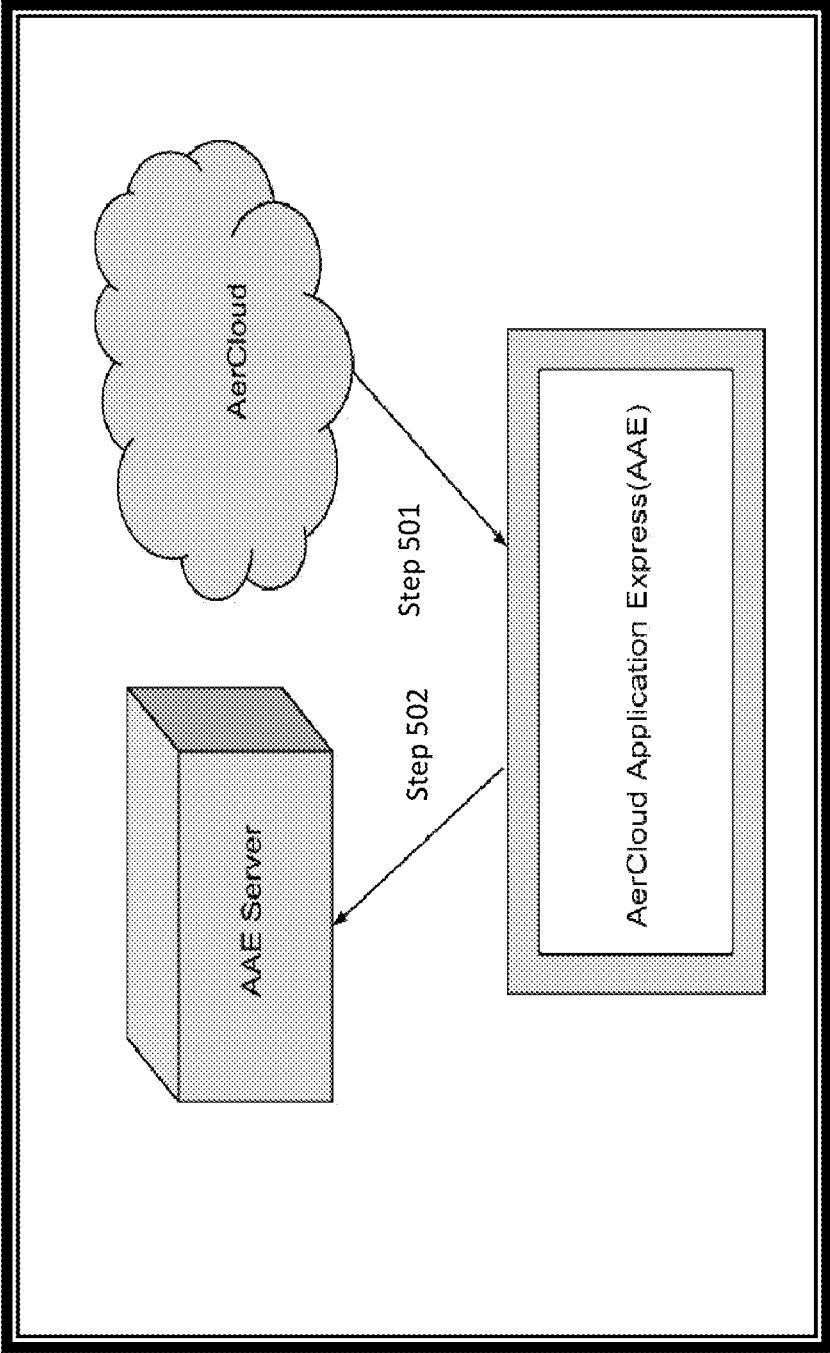 AAE Server
AerCloud
Step 502
Step 501
AerCloud Application Express(AAE)